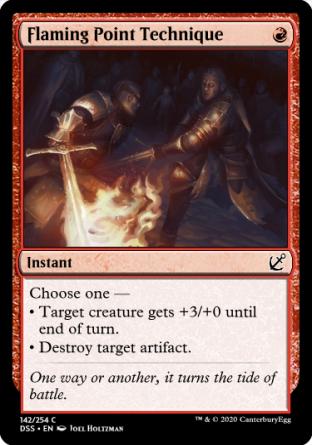 Flaming Point Technique
Instant
Choose one —
• Target creature gets +3/+0 until
end of turn.
• Destroy target artifact.
One way or another, it turns the tide of
battle.
142/254 C
DSS • EN Joel Holtzman
™ & © 2020 CanterburyEgg